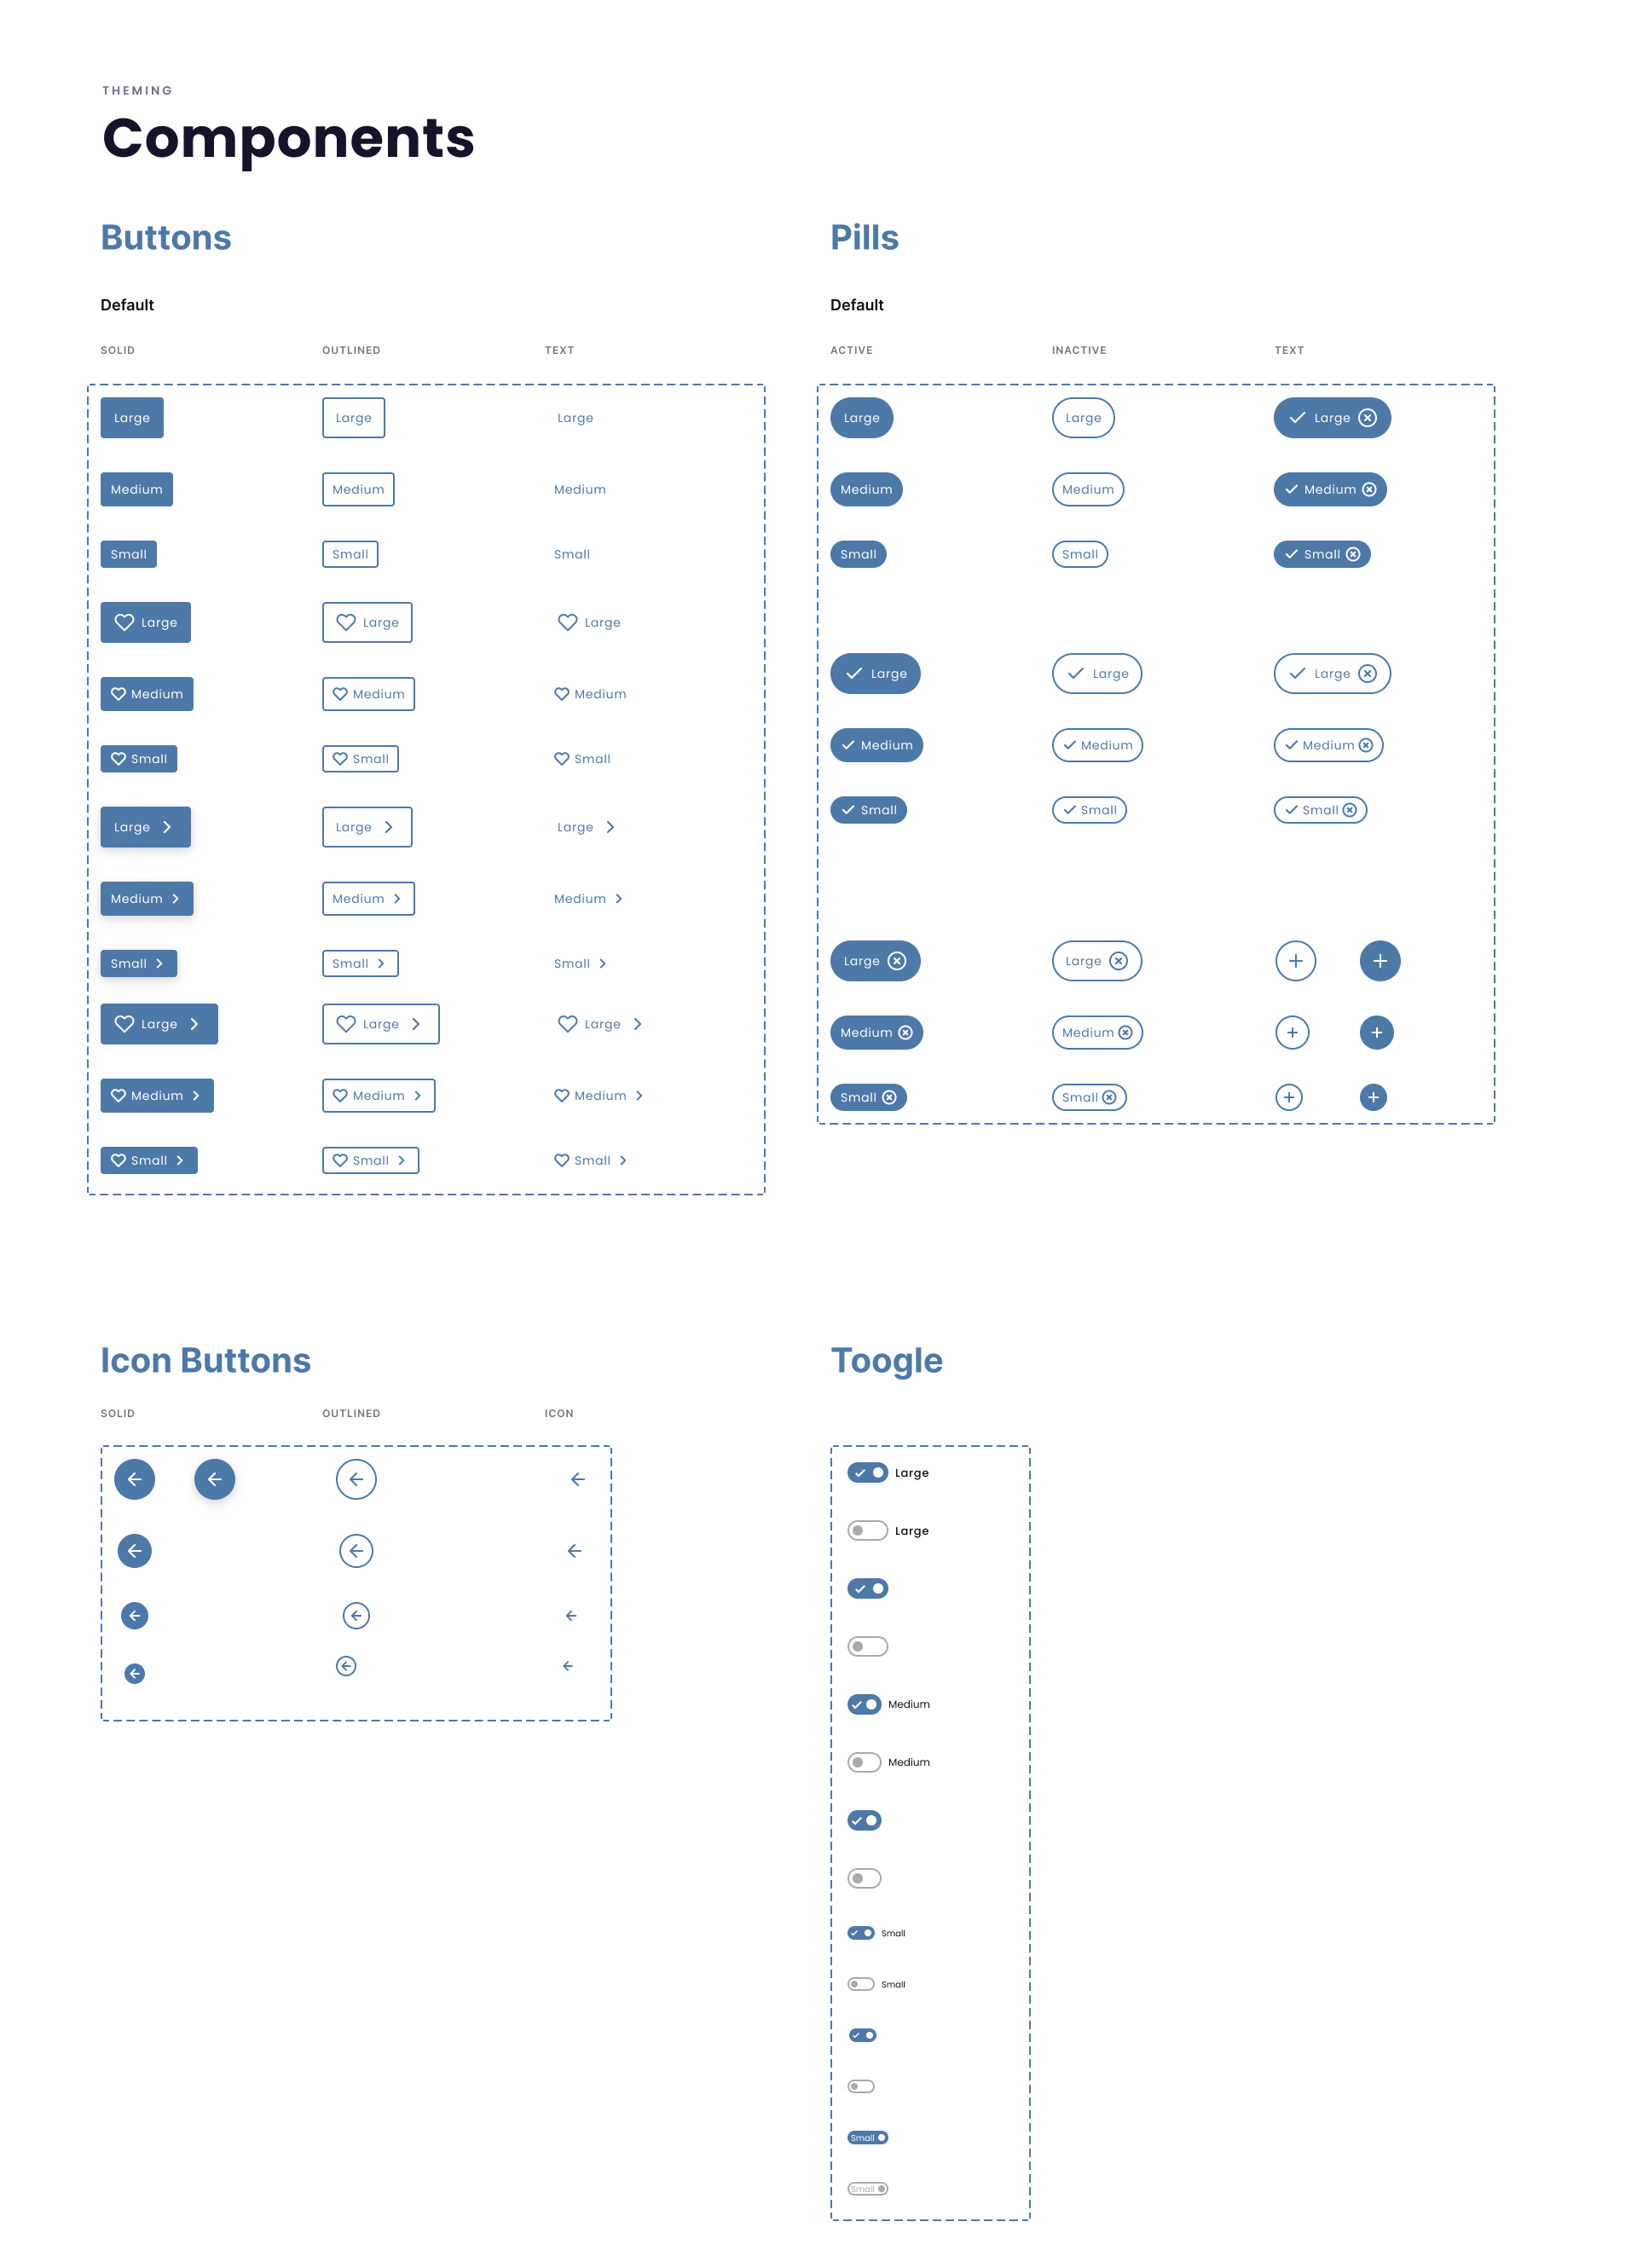 THEMING
Components
Buttons
Default
SOLID OUTLINED TEXT
Large Large Large
Medium Medium Medium
Small Small Small
Large Large Large
Medium Medium Medium
Small Small Small
Large Large Large
Medium Medium Medium
Small Small Small
Large Large Large
Medium Medium Medium
Small Small Small
Pills
Default
ACTIVE INACTIVE TEXT
Large Large Large
Medium Medium Medium
Small Small Small
Large Large Large
Medium Medium Medium
Small Small Small
Large Large
Medium Medium
Small Small
Icon Buttons
SOLID OUTLINED ICON
Toogle
Large
Large
Medium
Medium
Small
Small
Small
Small